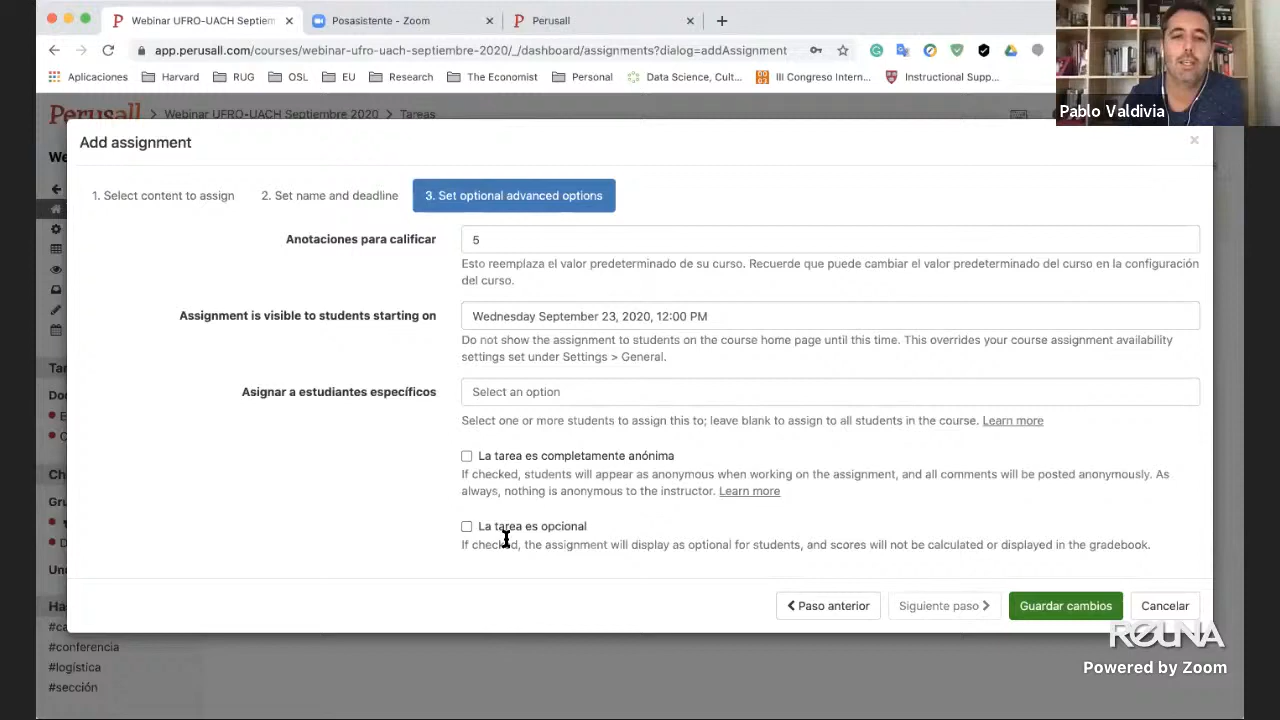 Webinar UFRO-UACH Septiem
Posasistente - Zoom
Perusall
app.perusall.com/courses/webinar-ufro-uach-septiembre-2020/_/dashboard/assignments?dialog=addAssignment
Aplicaciones
Harvard
RUG
OSL
EU
Research
The Economist
Personal
Data Science, Cult...
III Congreso Intern...
Instructional Supp...
Pablo Valdivia
Perusall > Webinar UFRO-UACH Septiembre 2020 > Tareas
Add assignment
×
1. Select content to assign
2. Set name and deadline
3. Set optional advanced options
Anotaciones para calificar
5
Esto reemplaza el valor predeterminado de su curso. Recuerde que puede cambiar el valor predeterminado del curso en la configuración
del curso.
Assignment is visible to students starting on
Wednesday September 23, 2020, 12:00 PM
Do not show the assignment to students on the course home page until this time. This overrides your course assignment availability
settings set under Settings > General.
Asignar a estudiantes específicos
Select an option
Select one or more students to assign this to; leave blank to assign to all students in the course. Learn more
La tarea es completamente anónima
If checked, students will appear as anonymous when working on the assignment, and all comments will be posted anonymously. As
always, nothing is anonymous to the instructor. Learn more
La tarea es opcional
If checked, the assignment will display as optional for students, and scores will not be calculated or displayed in the gradebook.
Paso anterior
Siguiente paso
Guardar cambios
Cancelar
#conferencia
#logística
#sección
REUNA
Powered by Zoom